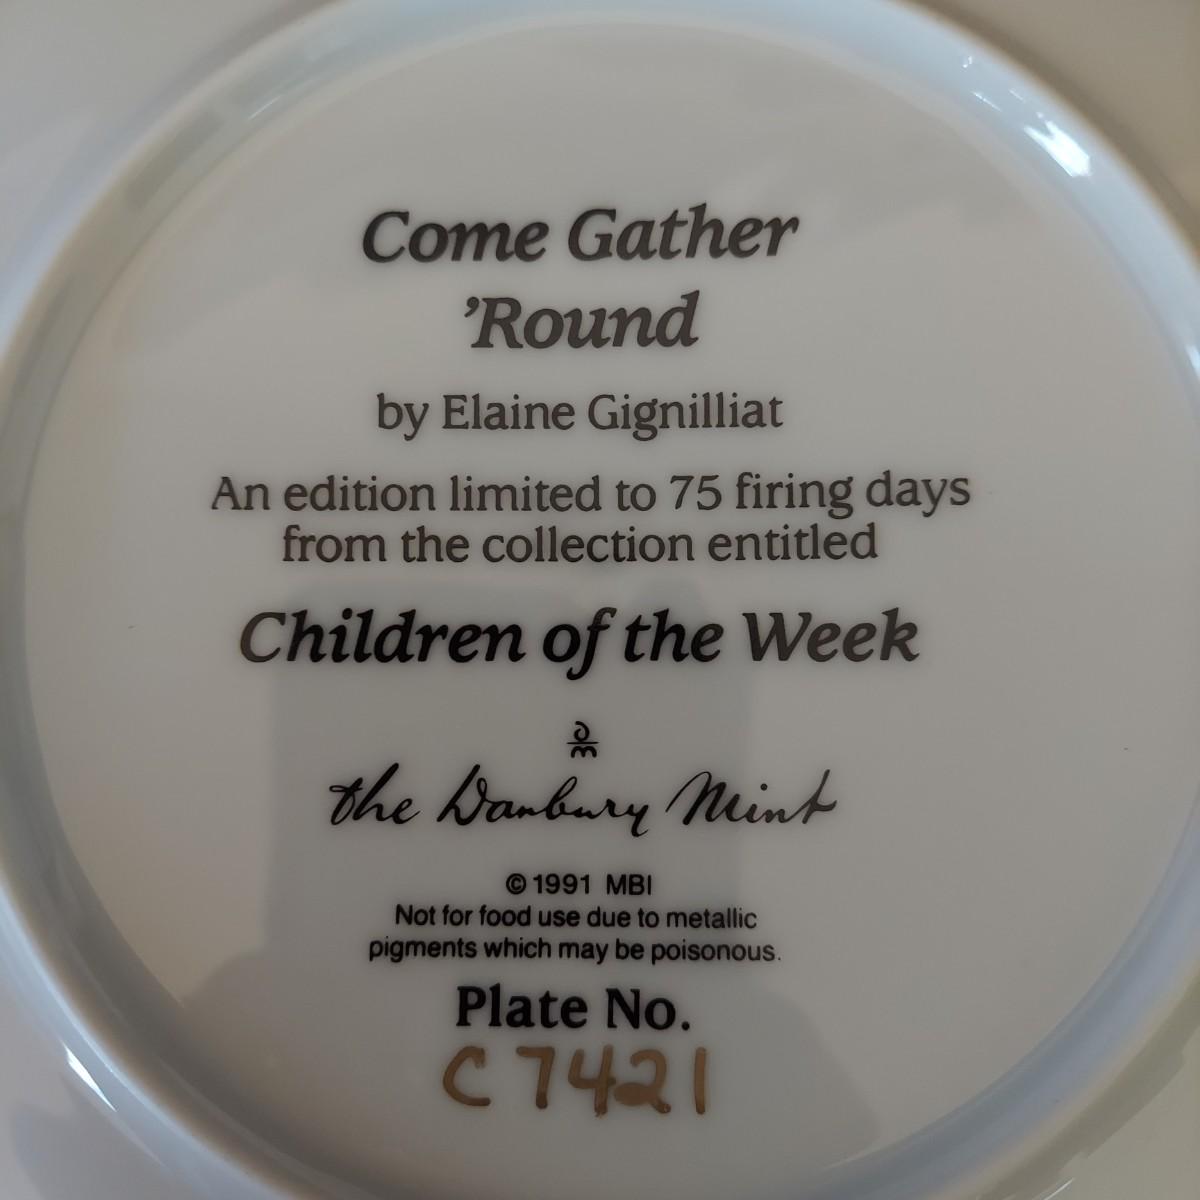 Come Gather
’Round
by Elaine Gignilliat
An edition limited to 75 firing days
from the collection entitled
Children of the Week
the Danbury Mint
© 1991 MBI
Not for food use due to metallic
pigments which may be poisonous.
Plate No.
C7421